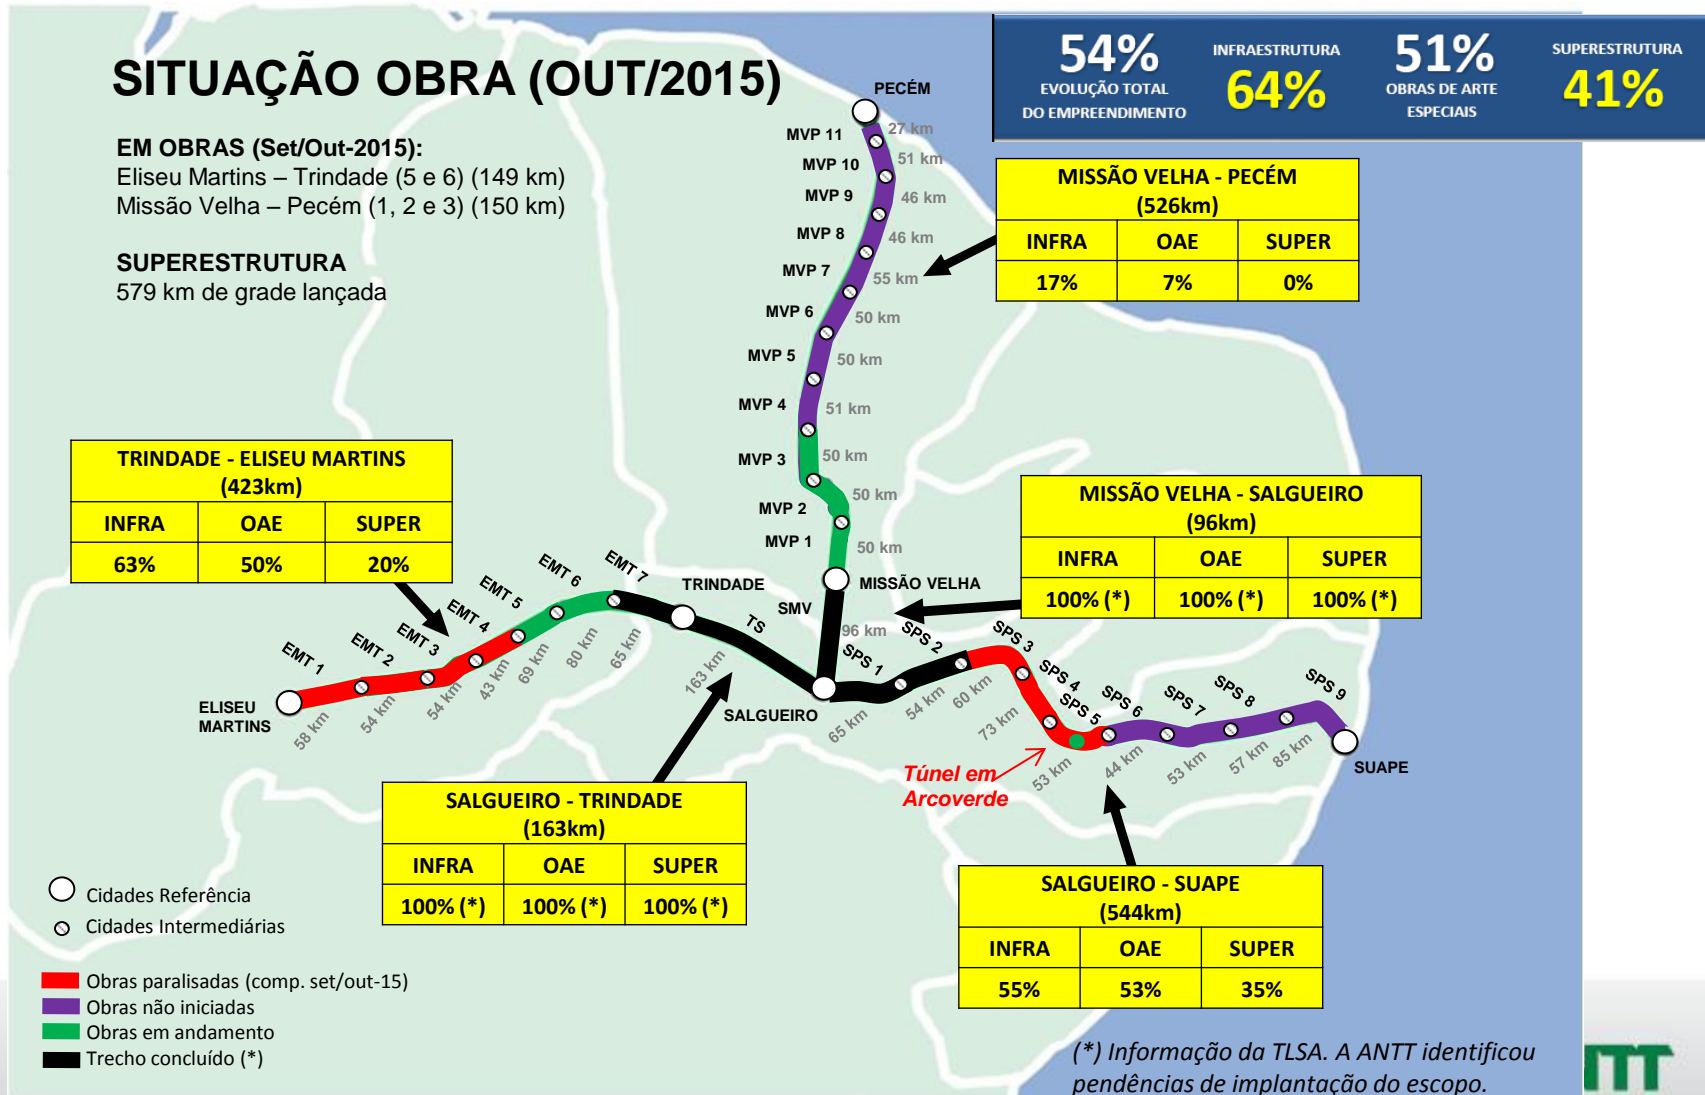 SITUAÇÃO OBRA (OUT/2015)
54%
EVOLUÇÃO TOTAL
DO EMPREENDIMENTO
INFRAESTRUTURA
64%
51%
OBRAS DE ARTE
ESPECIAIS
SUPERESTRUTURA
41%
EM OBRAS (Set/Out-2015):
Eliseu Martins – Trindade (5 e 6) (149 km)
Missão Velha – Pecém (1, 2 e 3) (150 km)
SUPERESTRUTURA
579 km de grade lançada
PECÉM
MVP 11
27 km
MVP 10
51 km
MVP 9
46 km
MVP 8
46 km
MVP 7
55 km
MVP 6
50 km
MVP 5
50 km
MVP 4
51 km
MVP 3
50 km
MVP 2
50 km
MVP 1
50 km
MISSÃO VELHA - PECÉM
(526km)
INFRA OAE SUPER
17% 7% 0%
TRINDADE - ELISEU MARTINS
(423km)
INFRA OAE SUPER
63% 50% 20%
MISSÃO VELHA - SALGUEIRO
(96km)
INFRA OAE SUPER
100% (*) 100% (*) 100% (*)
MISSÃO VELHA
SMV
96 km
ELISEU
MARTINS
EMT 1
58 km
EMT 2
54 km
EMT 3
54 km
EMT 4
43 km
EMT 5
69 km
EMT 6
80 km
EMT 7
65 km
TRINDADE
TS
163 km
SALGUEIRO
SPS 1
65 km
SPS 2
54 km
SPS 3
60 km
SPS 4
73 km
SPS 5
53 km
SPS 6
44 km
SPS 7
53 km
SPS 8
57 km
SPS 9
85 km
SUAPE
Túnel em
Arcoverde
SALGUEIRO - TRINDADE
(163km)
INFRA OAE SUPER
100% (*) 100% (*) 100% (*)
SALGUEIRO - SUAPE
(544km)
INFRA OAE SUPER
55% 53% 35%
Cidades Referência
Cidades Intermediárias
Obras paralisadas (comp. set/out-15)
Obras não iniciadas
Obras em andamento
Trecho concluído (*)
(*) Informação da TLSA. A ANTT identificou
pendências de implantação do escopo.